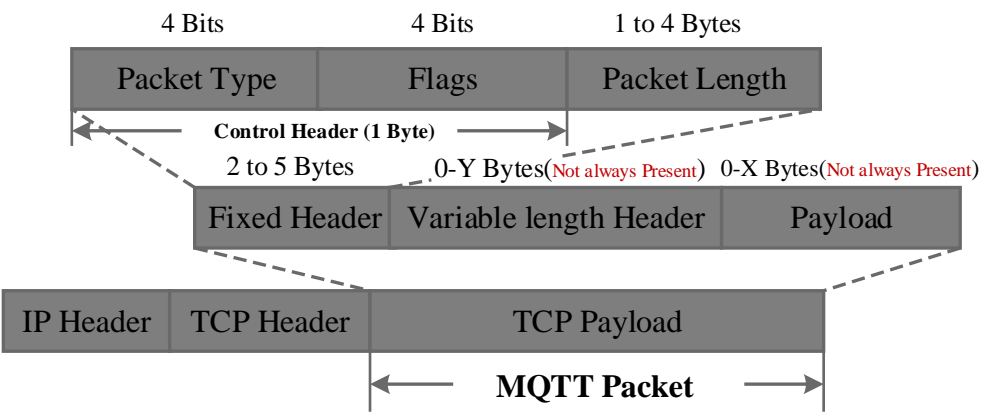 4 Bits 4 Bits 1 to 4 Bytes
Packet Type Flags Packet Length
Control Header (1 Byte)
2 to 5 Bytes 0-Y Bytes(Not always Present) 0-X Bytes(Not always Present)
Fixed Header Variable length Header Payload
IP Header TCP Header TCP Payload
MQTT Packet